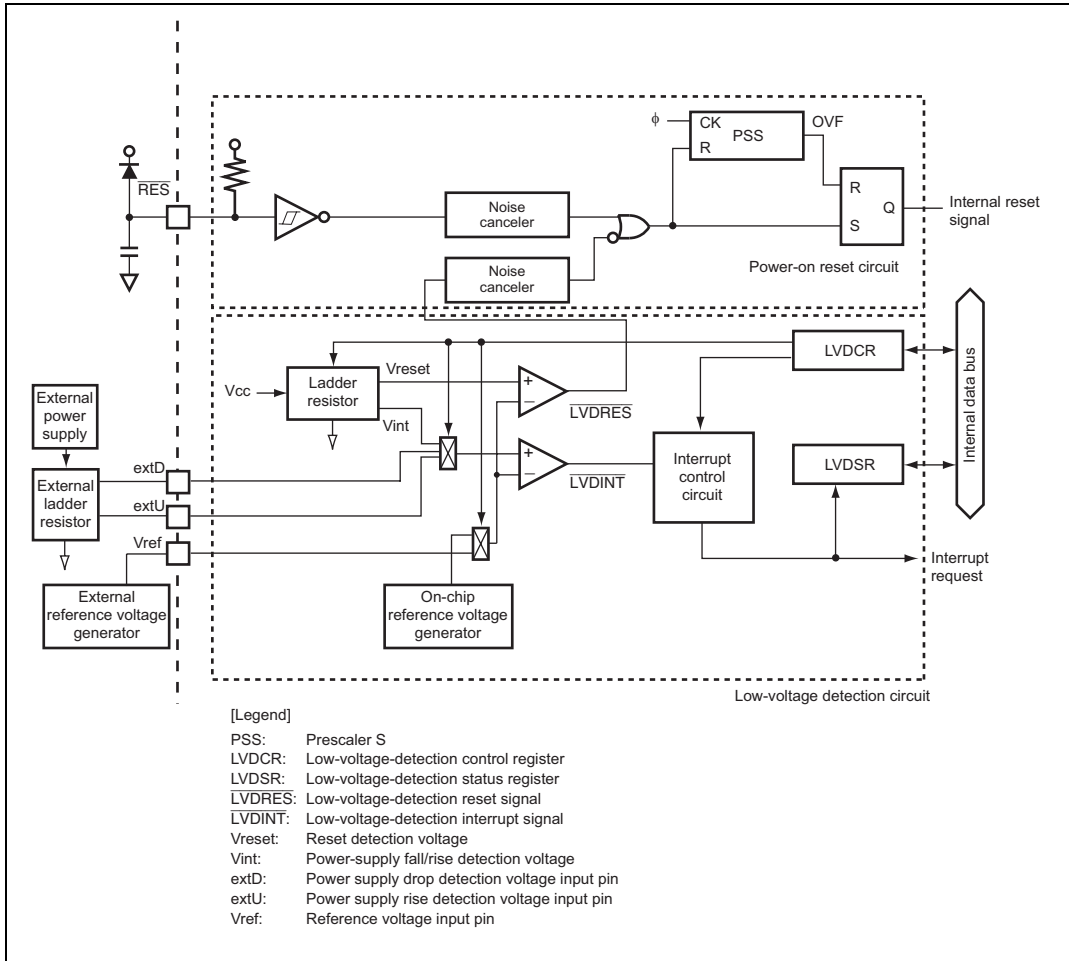 φ
CK
PSS
R
OVF
R̅E̅S̅
Noise
canceler
R
Q
S
Internal reset
signal
Noise
canceler
Power-on reset circuit
LVDCR
Vcc
Ladder
resistor
Vreset
Vint
+
−
L̅V̅D̅R̅E̅S̅
External
power
supply
Internal data bus
+
−
L̅V̅D̅I̅N̅T̅
Interrupt
control
circuit
LVDSR
External
ladder
resistor
extD
extU
Vref
Interrupt
request
External
reference voltage
generator
On-chip
reference voltage
generator
Low-voltage detection circuit
[Legend]
PSS: Prescaler S
LVDCR: Low-voltage-detection control register
LVDSR: Low-voltage-detection status register
L̅V̅D̅R̅E̅S̅: Low-voltage-detection reset signal
L̅V̅D̅I̅N̅T̅: Low-voltage-detection interrupt signal
Vreset: Reset detection voltage
Vint: Power-supply fall/rise detection voltage
extD: Power supply drop detection voltage input pin
extU: Power supply rise detection voltage input pin
Vref: Reference voltage input pin